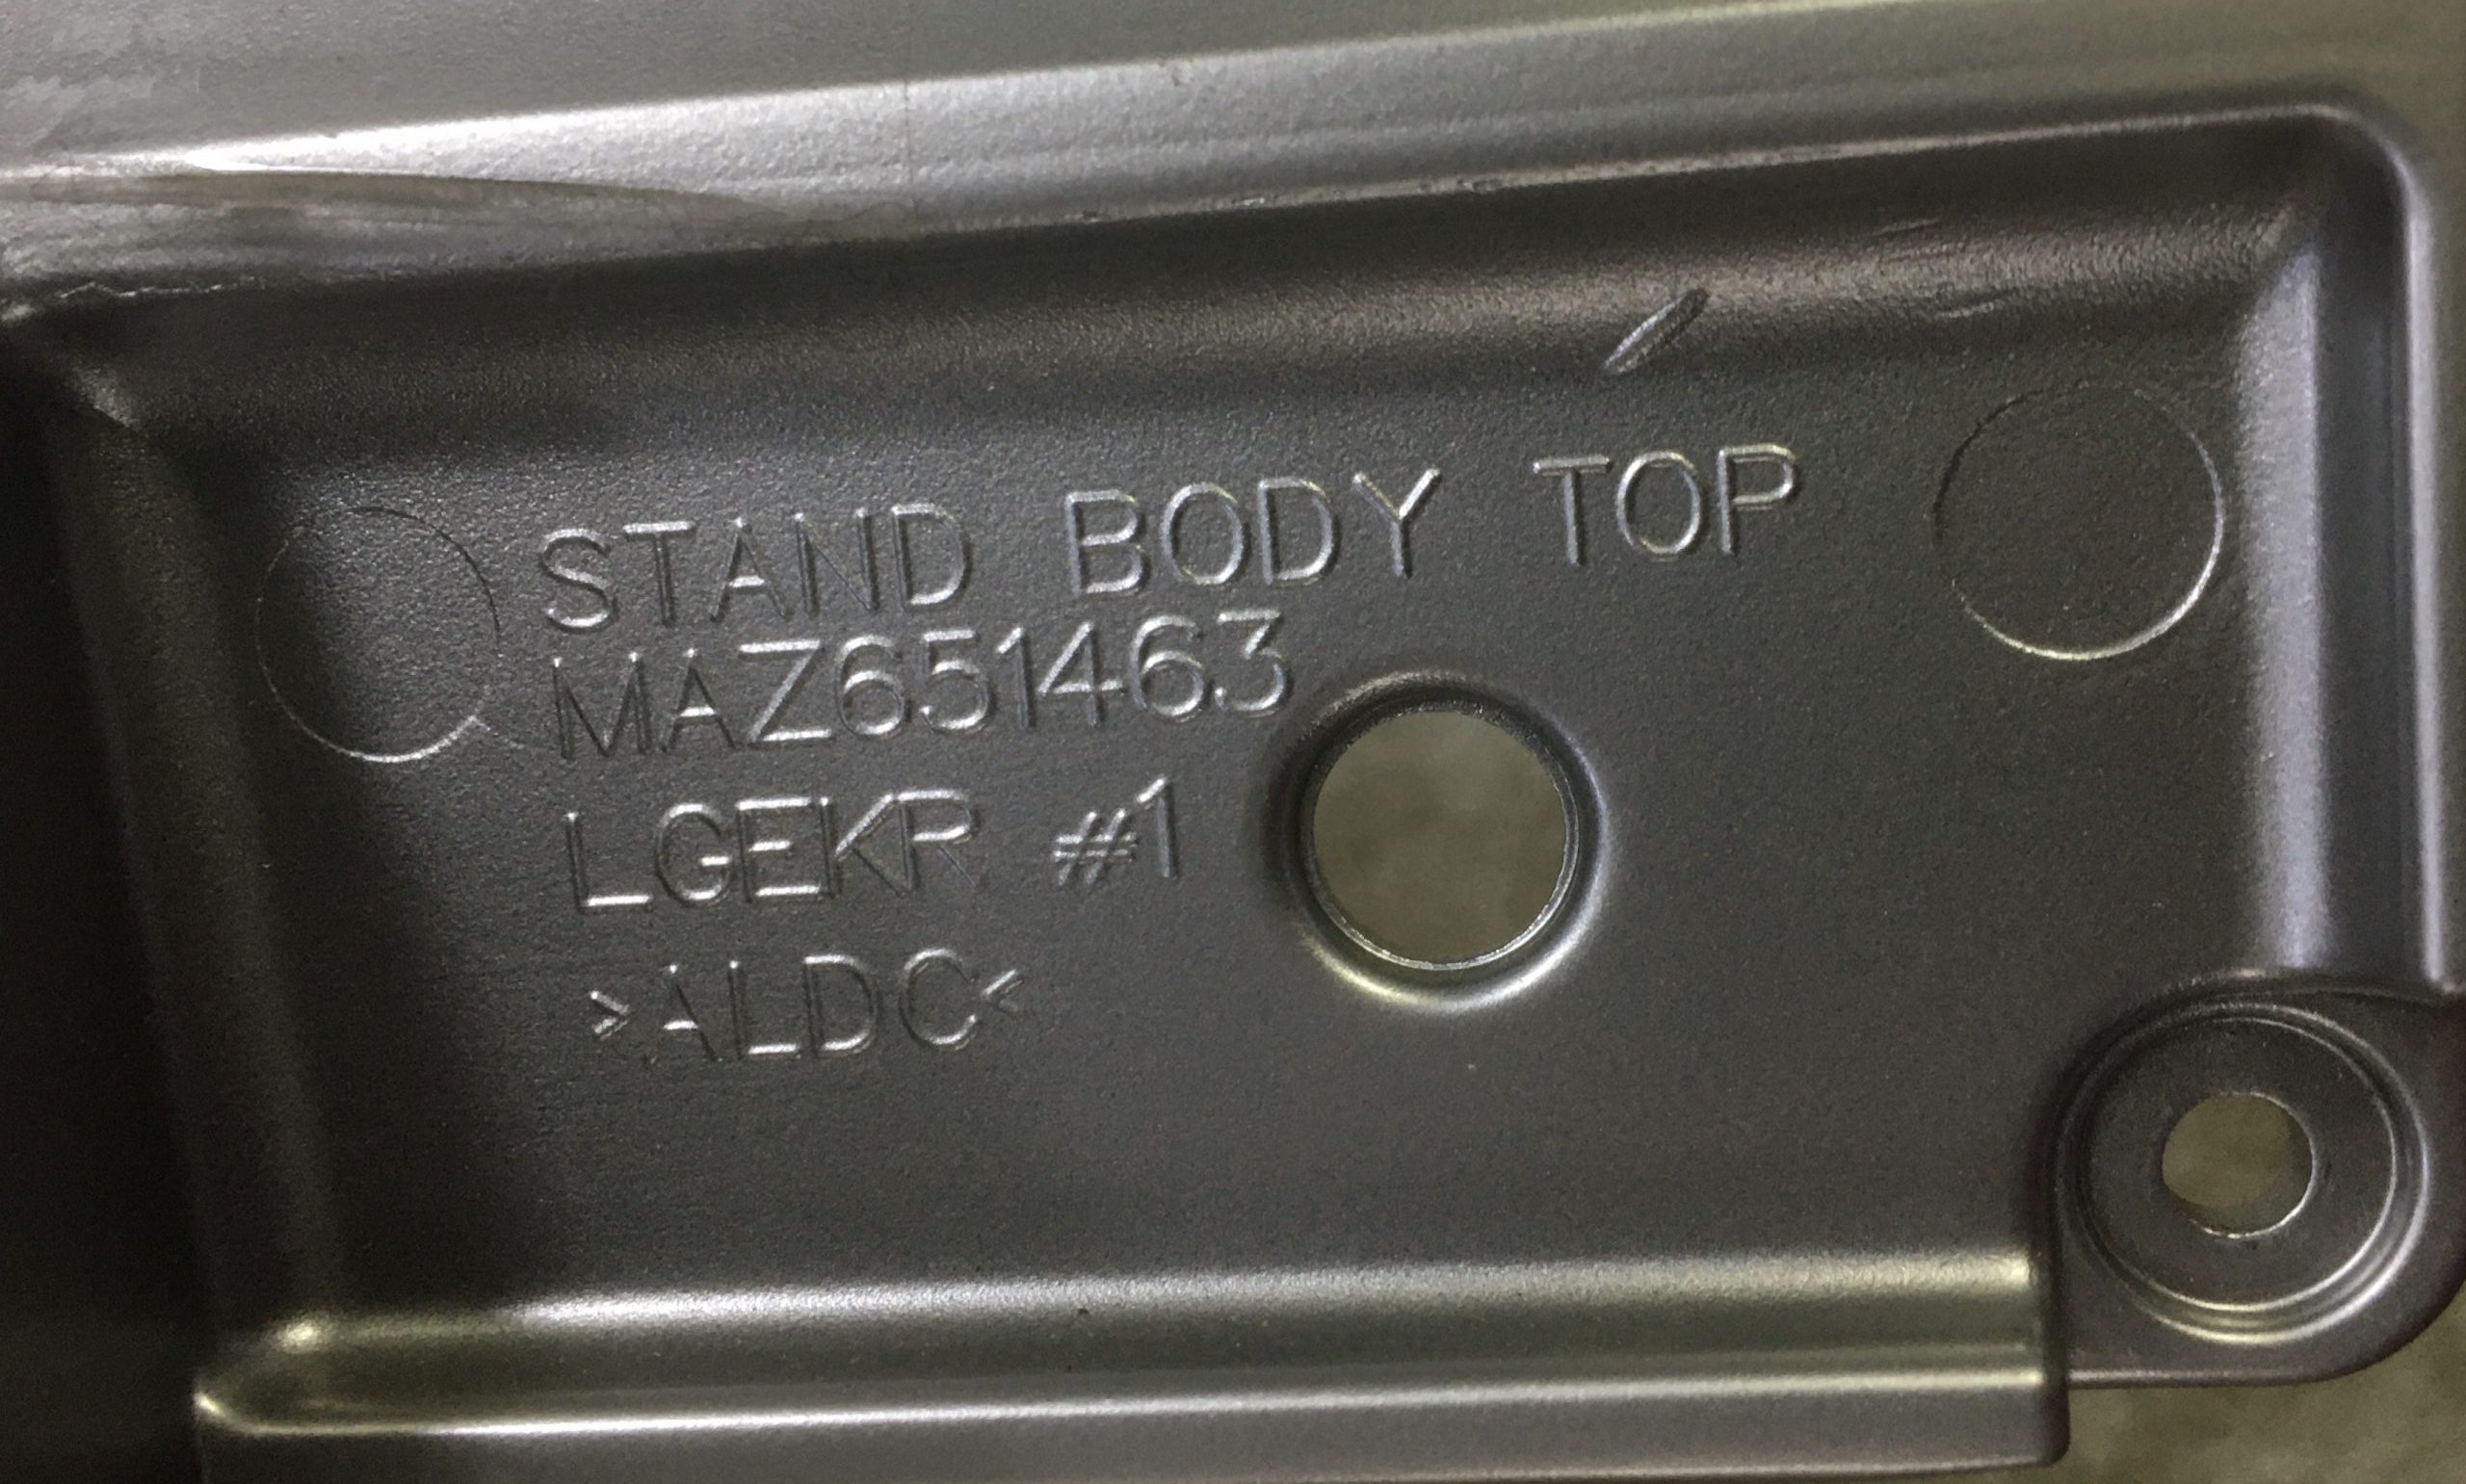 STAND BODY TOP
MAZ651463
LGEKR #1
>ALDC<